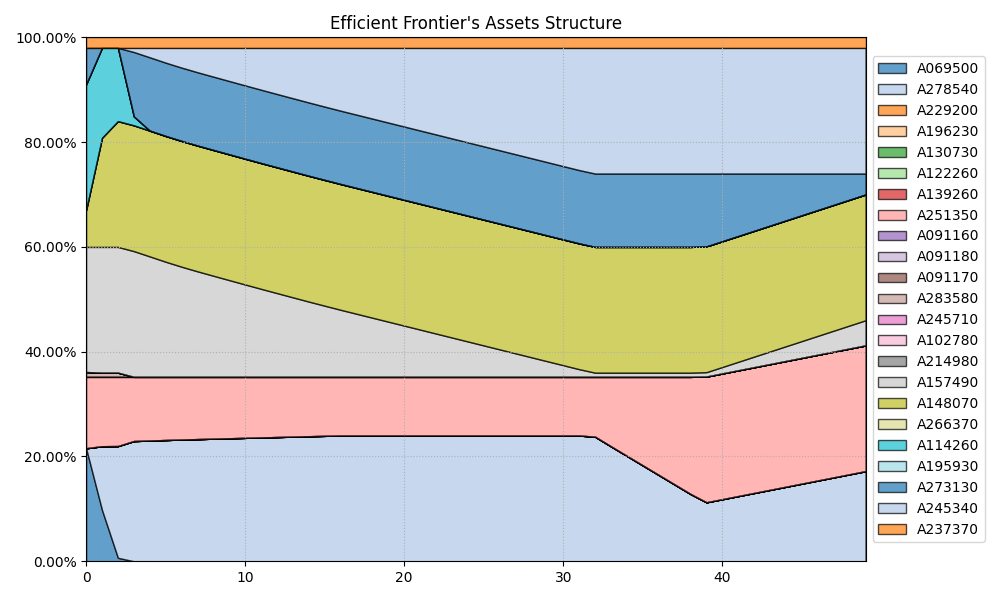 Efficient Frontier's Assets Structure
100.00%
80.00%
60.00%
40.00%
20.00%
0.00%
0
10
20
30
40
A069500
A278540
A229200
A196230
A130730
A122260
A139260
A251350
A091160
A091180
A091170
A283580
A245710
A102780
A214980
A157490
A148070
A266370
A114260
A195930
A273130
A245340
A237370